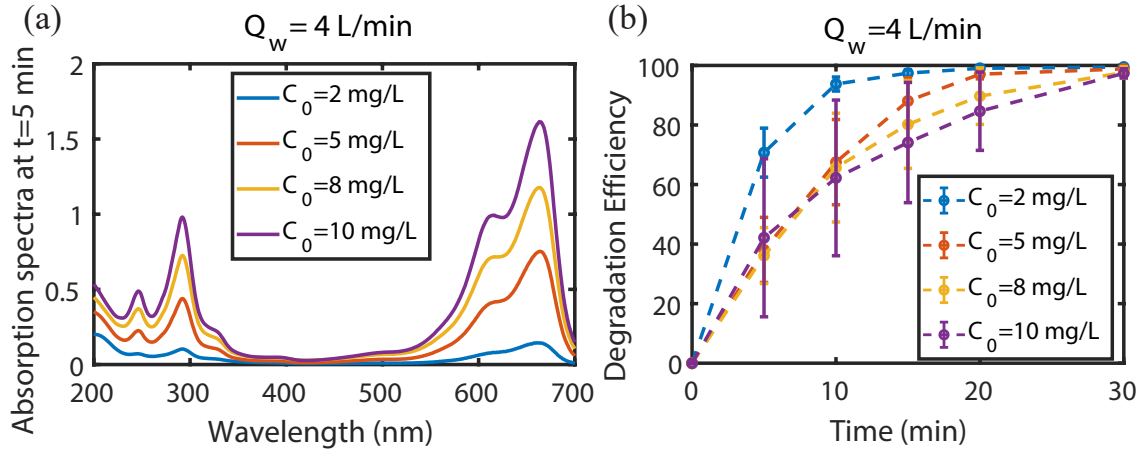 (a)
Q_w = 4 L/min
Absorption spectra at t=5 min
2
1.5
1
0.5
0
C_0=2 mg/L
C_0=5 mg/L
C_0=8 mg/L
C_0=10 mg/L
200
300
400
500
600
700
Wavelength (nm)
(b)
Q_w=4 L/min
Degradation Efficiency
100
80
60
40
20
0
C_0=2 mg/L
C_0=5 mg/L
C_0=8 mg/L
C_0=10 mg/L
0
10
20
30
Time (min)